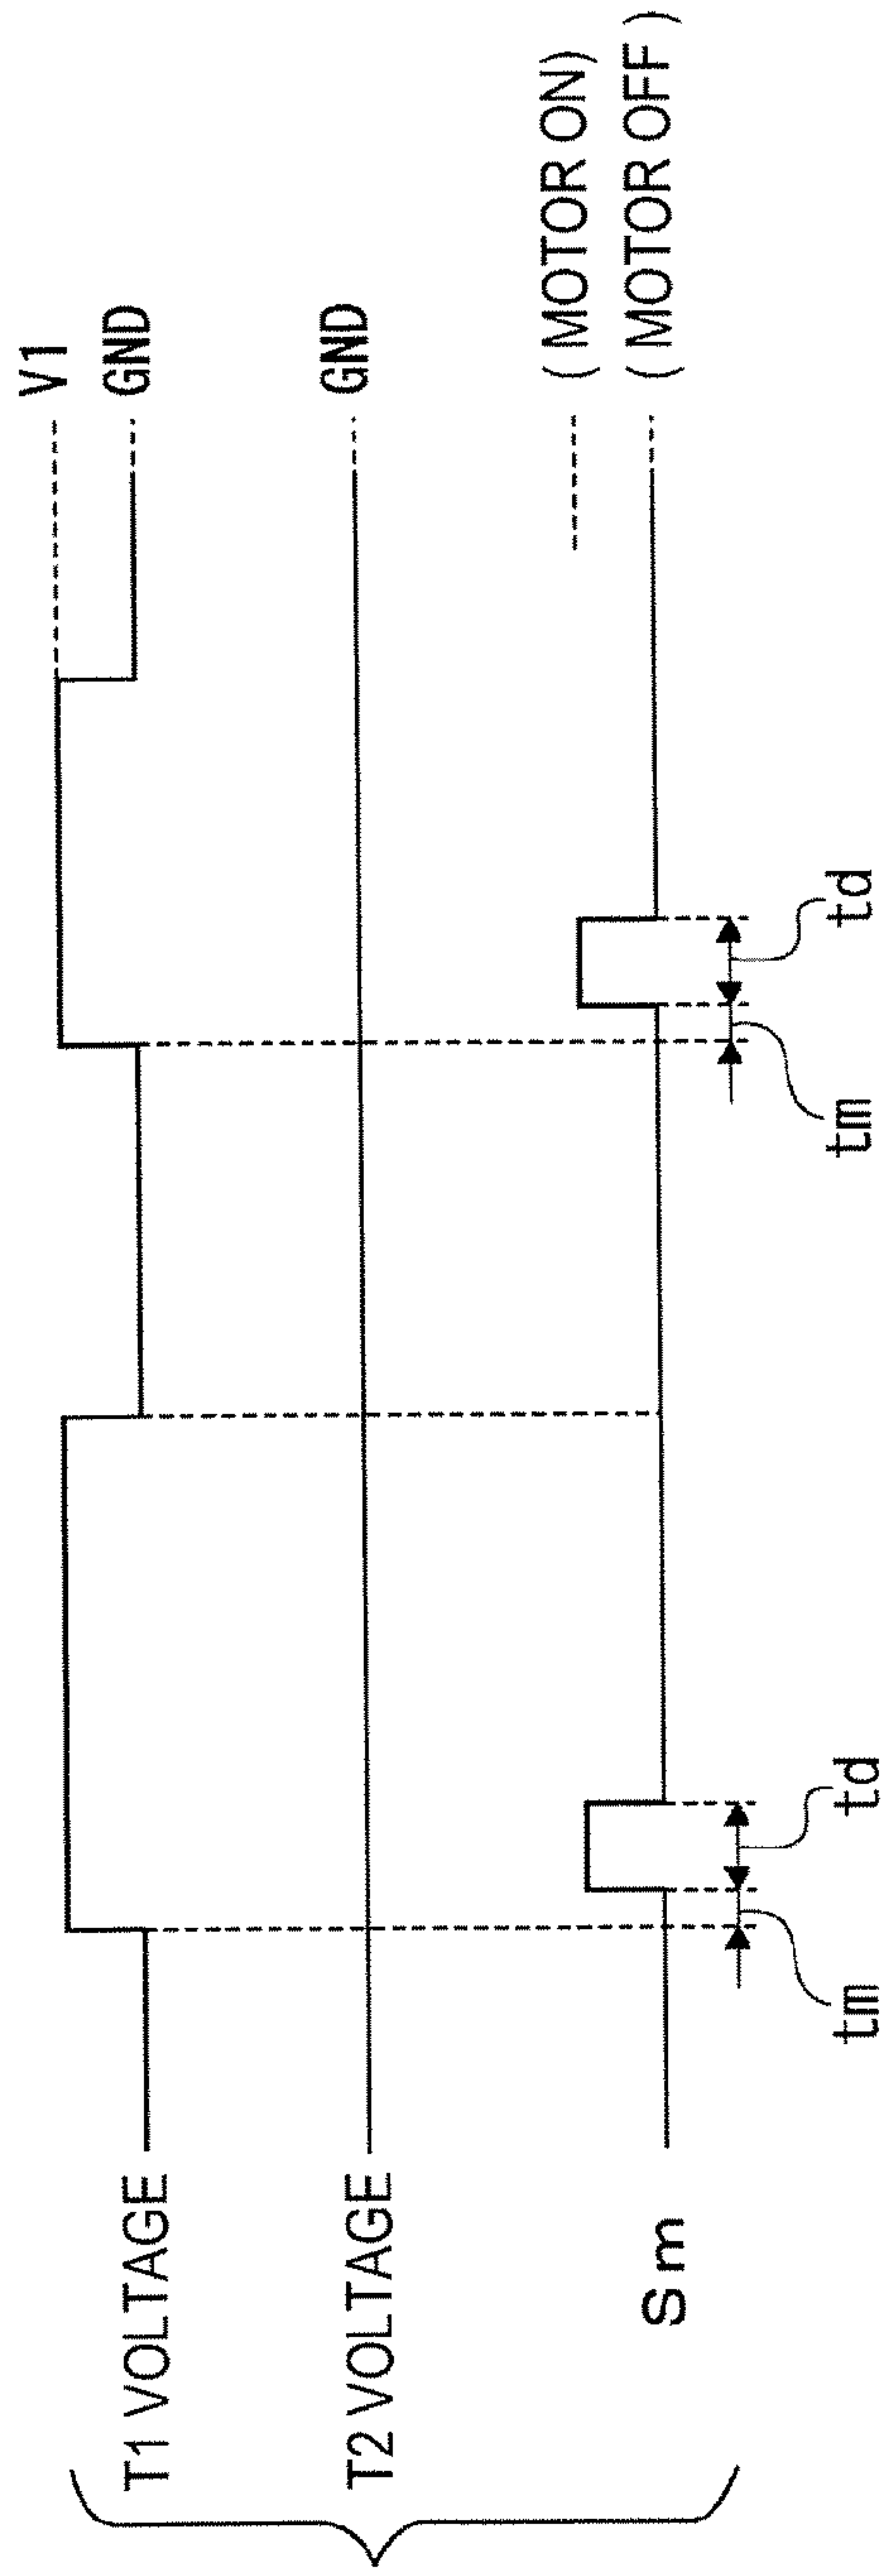 T1 VOLTAGE
V1
GND
T2 VOLTAGE
GND
Sm
( MOTOR ON)
( MOTOR OFF )
tm
td
tm
td